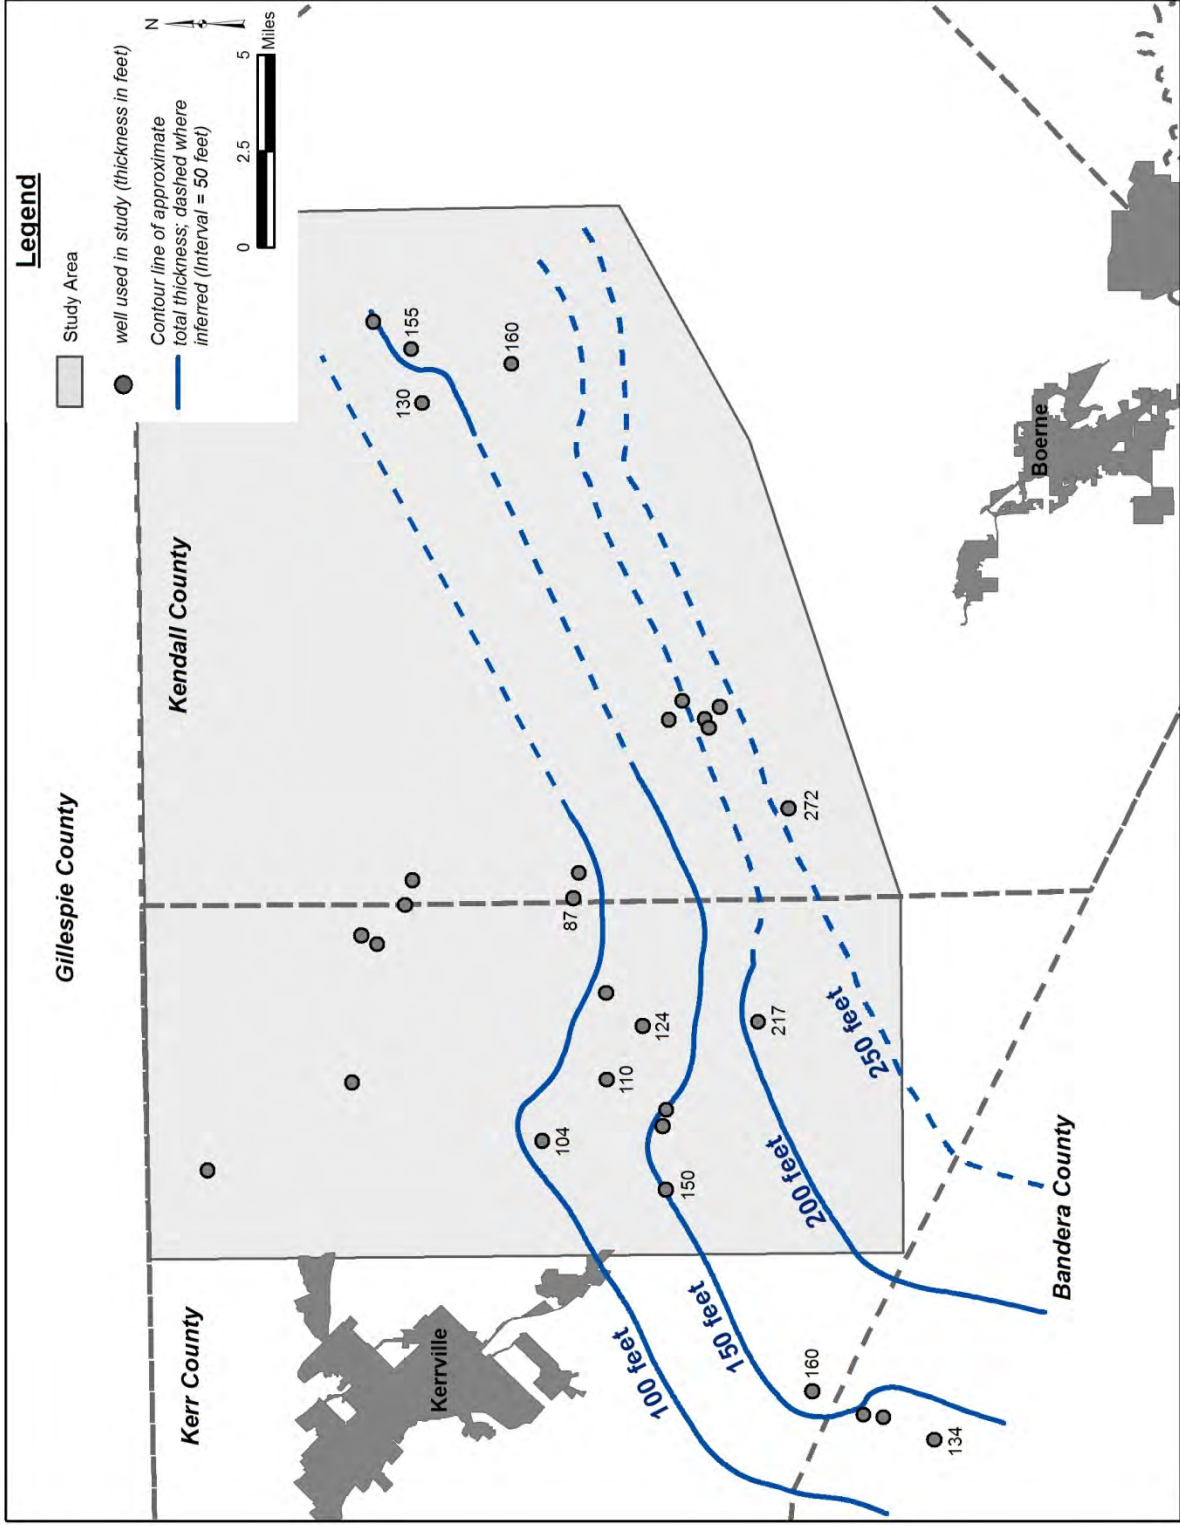 Legend
Study Area
well used in study (thickness in feet)
Contour line of approximate
total thickness; dashed where
inferred (Interval = 50 feet)
N
0 2.5 5
Miles
Gillespie County
Kendall County
Kerr County
Bandera County
Kerrville
Boerne
155
130
160
87
104
110
124
150
217
272
160
134
100 feet
150 feet
200 feet
250 feet